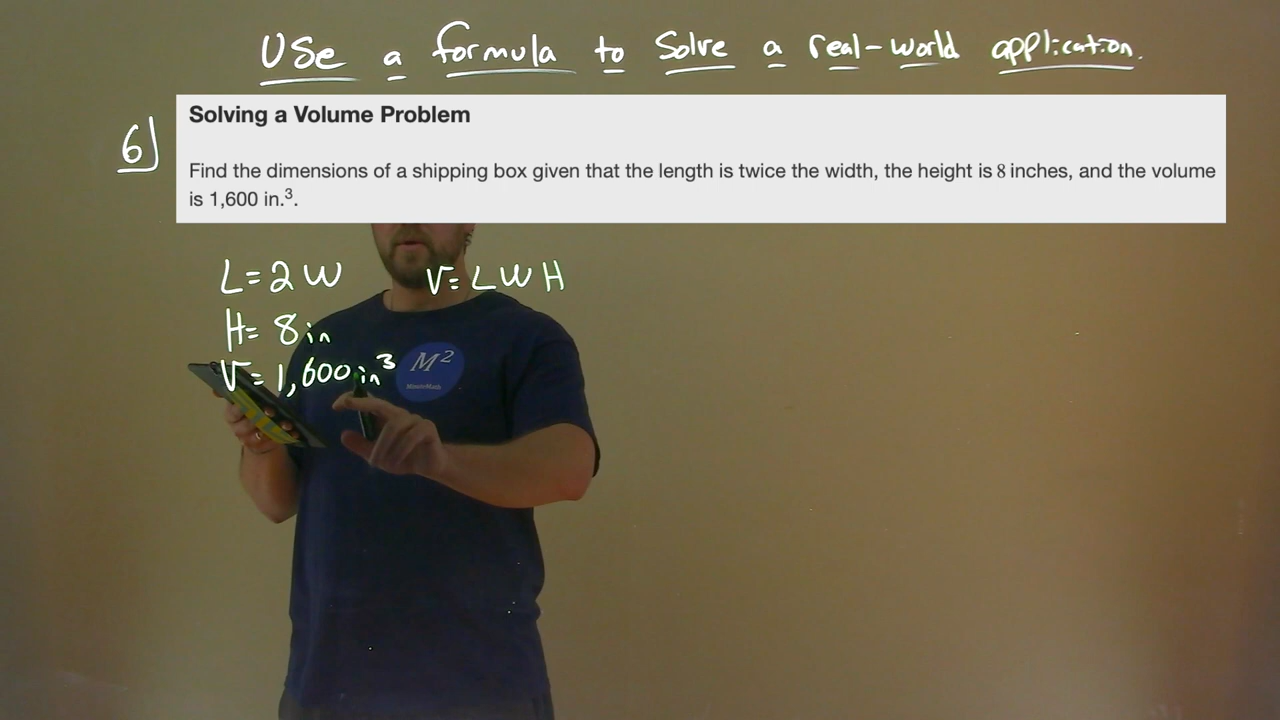 Use a formula to Solve a real-world application.
6)
Solving a Volume Problem
Find the dimensions of a shipping box given that the length is twice the width, the height is 8 inches, and the volume
is 1,600 in.³.
L=2W
V=LWH
H=8in
V=1,600in³
M²
MinuteMath